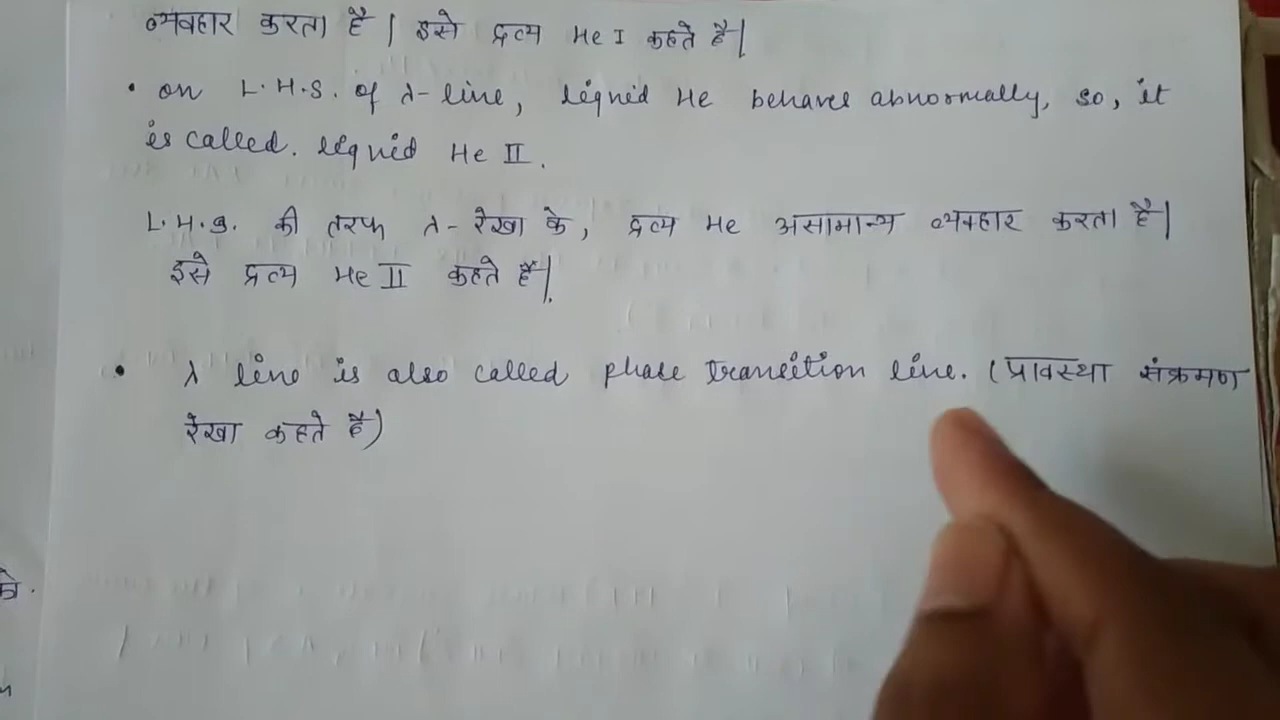 व्यवहार करता है | इसे द्रव्य He I कहते है |
• on L.H.S. of λ-line, liquid He behaves abnormally, so, it
is called. liquid He II.
L.H.S. की तरफ λ-रेखा के, द्रव्य He असामान्य व्यवहार करता है |
इसे द्रव्य He II कहते हैं |.
• λ line is also called phase transition line. (प्रावस्था संक्रमण
रेखा कहते है)